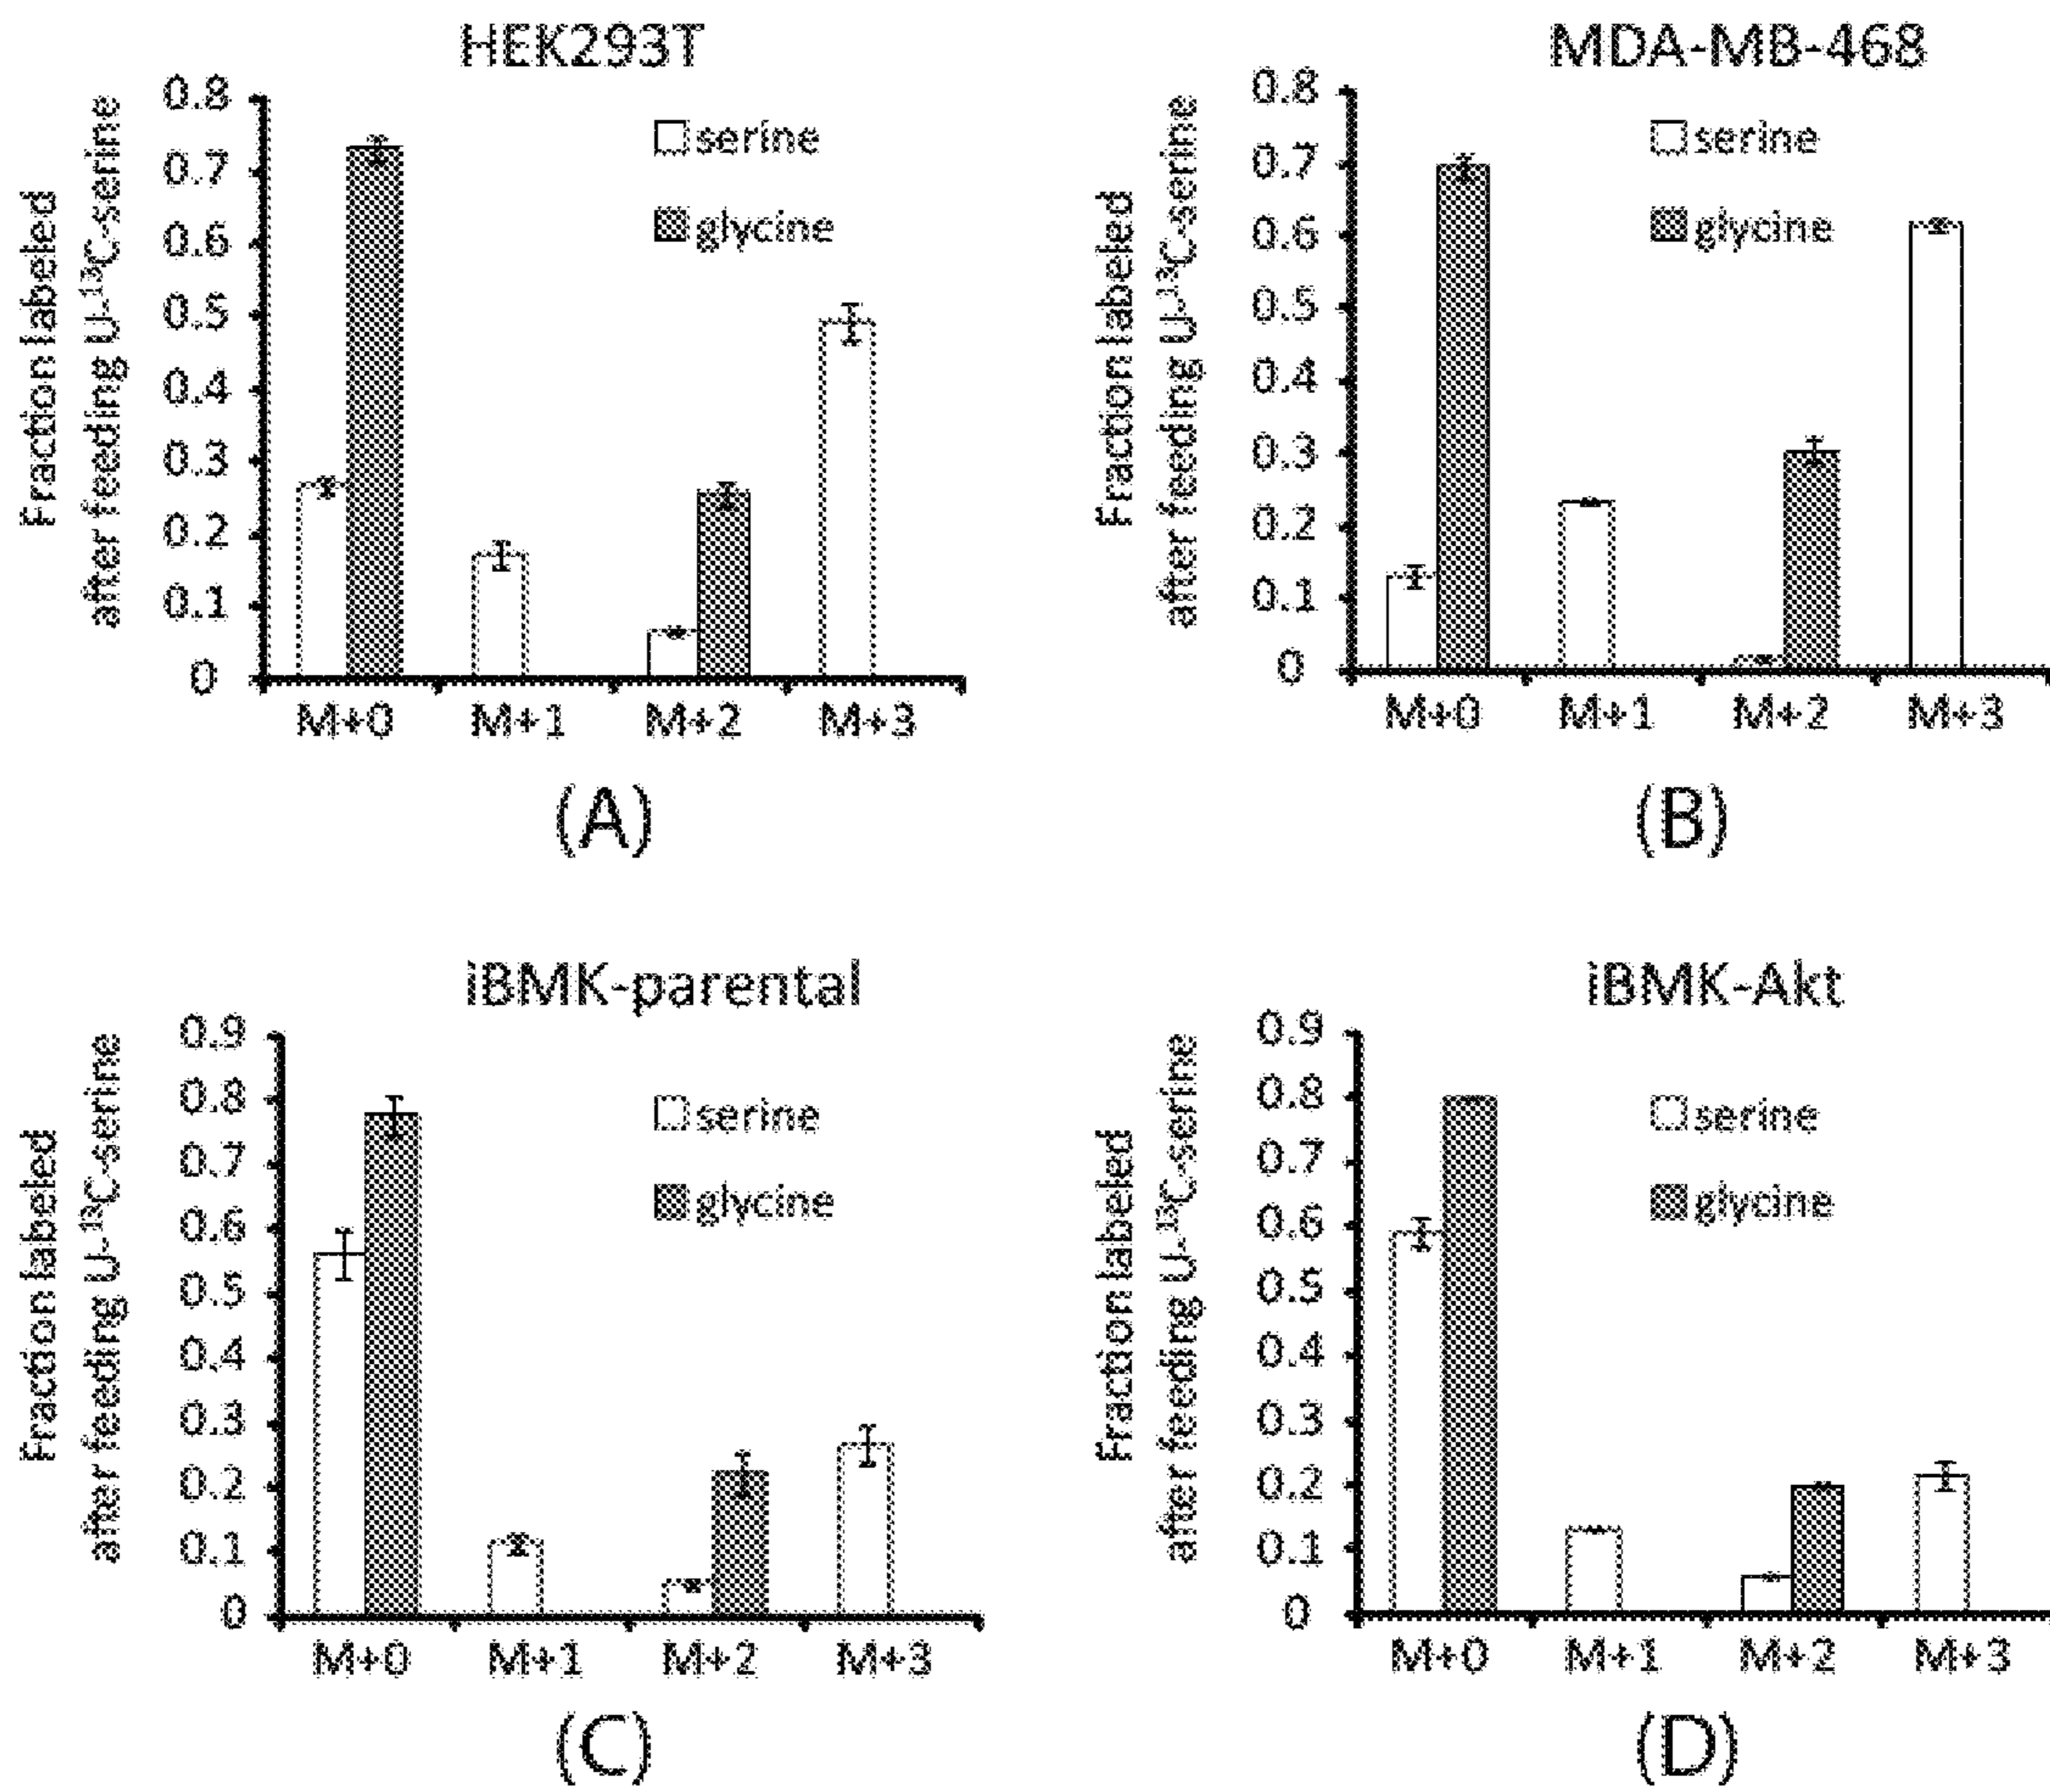 HEK293T
Fraction labeled
after feeding U-¹³C-serine
0.8
0.7
0.6
0.5
0.4
0.3
0.2
0.1
0
serine
glycine
M+0 M+1 M+2 M+3
(A)
MDA-MB-468
Fraction labeled
after feeding U-¹³C-serine
0.8
0.7
0.6
0.5
0.4
0.3
0.2
0.1
0
serine
glycine
M+0 M+1 M+2 M+3
(B)
iBMK-parental
Fraction labeled
after feeding U-¹³C-serine
0.9
0.8
0.7
0.6
0.5
0.4
0.3
0.2
0.1
0
serine
glycine
M+0 M+1 M+2 M+3
(C)
iBMK-Akt
Fraction labeled
after feeding U-¹³C-serine
0.9
0.8
0.7
0.6
0.5
0.4
0.3
0.2
0.1
0
serine
glycine
M+0 M+1 M+2 M+3
(D)